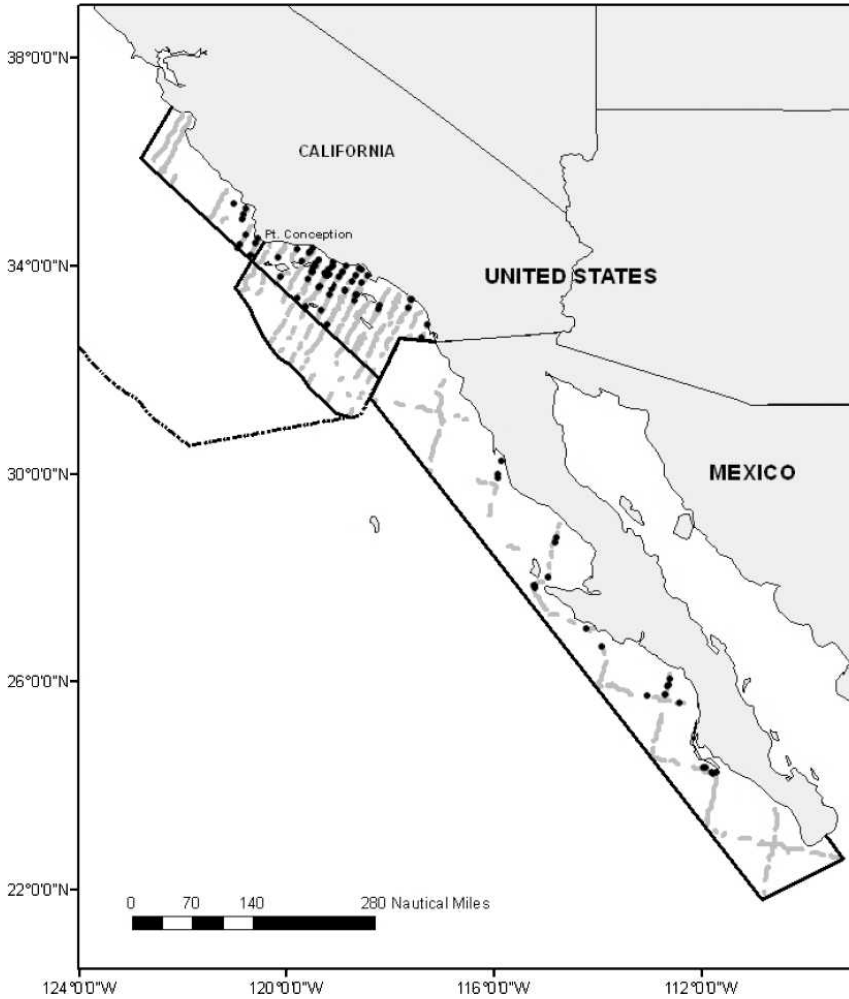 38°0'0"N
CALIFORNIA
Pt. Conception
34°0'0"N
UNITED STATES
30°0'0"N
MEXICO
26°0'0"N
22°0'0"N
0 70 140 280 Nautical Miles
124°0'0"W 120°0'0"W 116°0'0"W 112°0'0"W